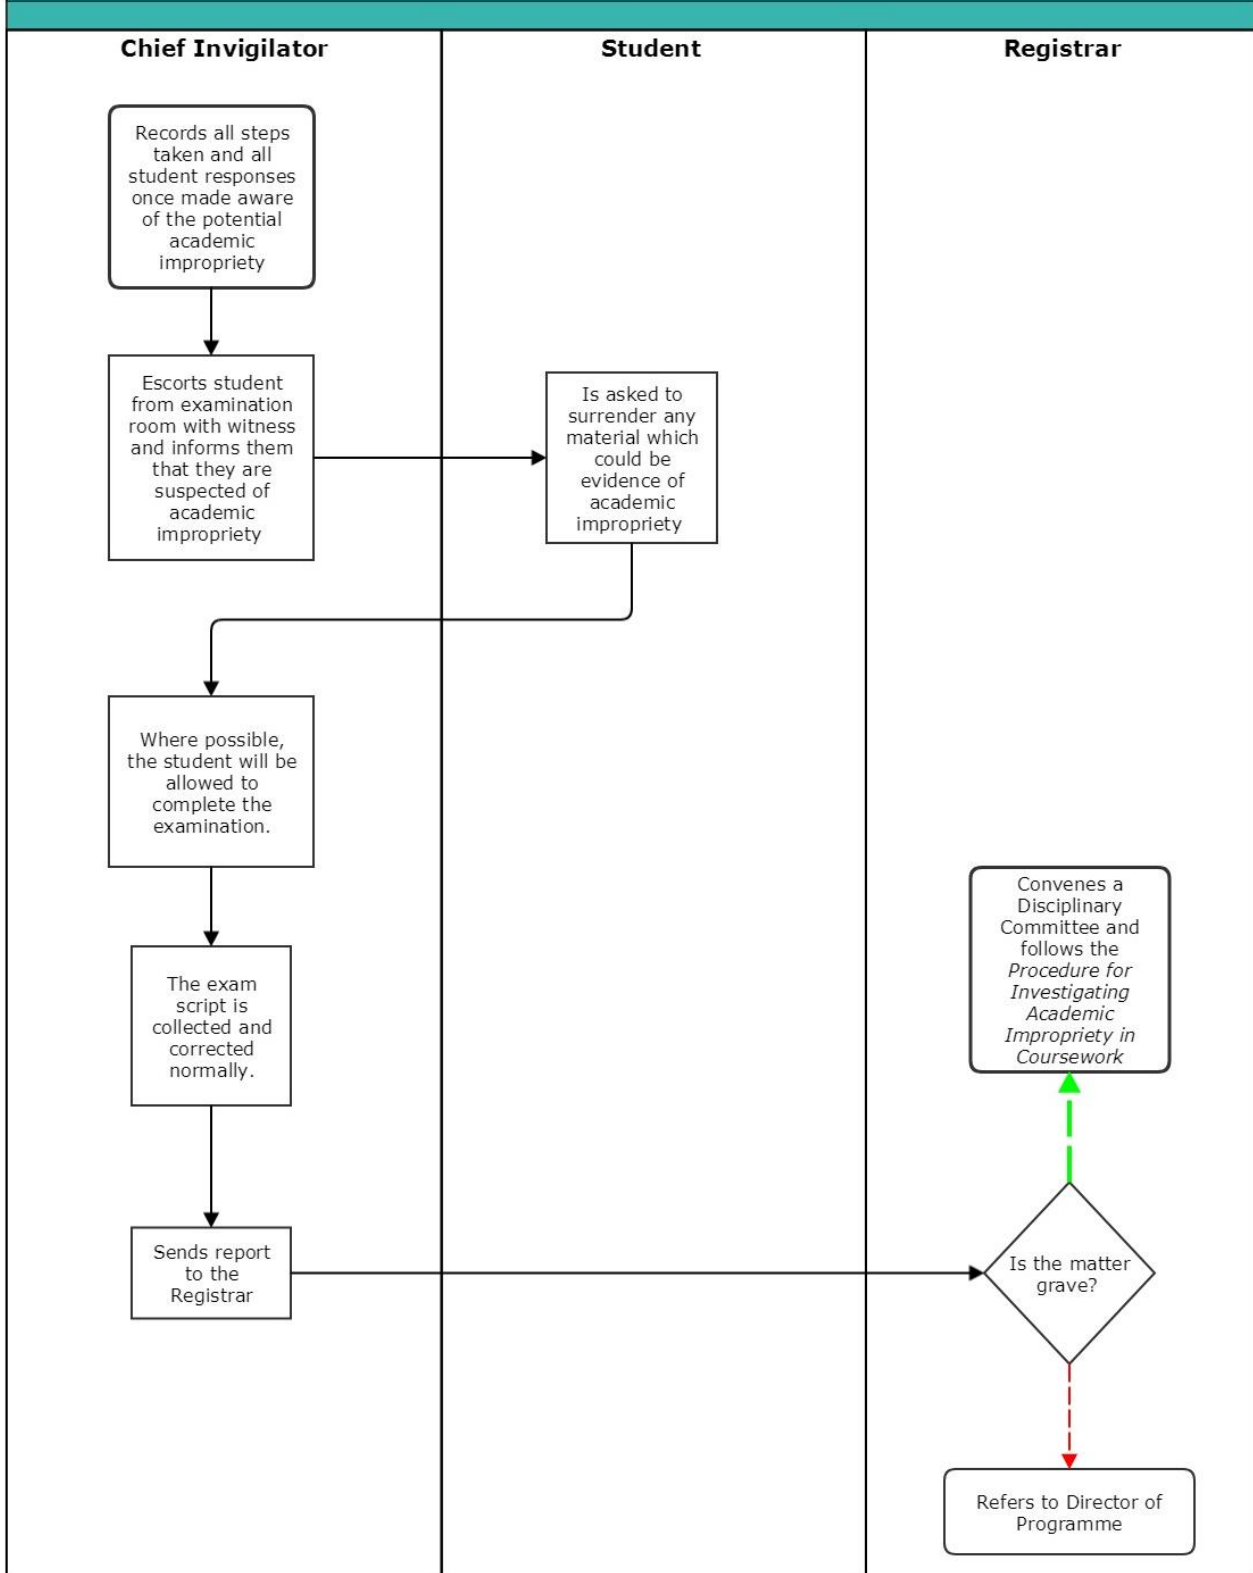 Chief Invigilator
Student
Registrar
Records all steps
taken and all
student responses
once made aware
of the potential
academic
impropriety
Escorts student
from examination
room with witness
and informs them
that they are
suspected of
academic
impropriety
Is asked to
surrender any
material which
could be
evidence of
academic
impropriety
Where possible,
the student will be
allowed to
complete the
examination.
The exam
script is
collected and
corrected
normally.
Sends report
to the
Registrar
Convenes a
Disciplinary
Committee and
follows the
Procedure for
Investigating
Academic
Impropriety in
Coursework
Is the matter
grave?
Refers to Director of
Programme